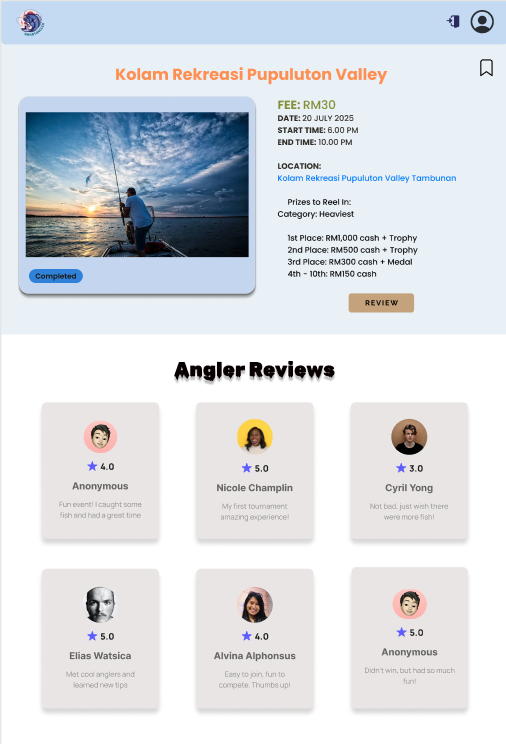 Kolam Rekreasi Pupuluton Valley
FEE: RM30
DATE: 20 JULY 2025
START TIME: 6.00 PM
END TIME: 10.00 PM
LOCATION:
Kolam Rekreasi Pupuluton Valley Tambunan
Prizes to Reel In:
Category: Heaviest
1st Place: RM1,000 cash + Trophy
2nd Place: RM500 cash + Trophy
3rd Place: RM300 cash + Medal
4th - 10th: RM150 cash
Completed
REVIEW
Angler Reviews
4.0
Anonymous
Fun event! I caught some
fish and had a great time
5.0
Nicole Champlin
My first tournament
amazing experience!
3.0
Cyril Yong
Not bad, just wish there
were more fish!
5.0
Elias Watsica
Met cool anglers and
learned new tips
4.0
Alvina Alphonsus
Easy to join, fun to
compete. Thumbs up!
5.0
Anonymous
Didn't win, but had so much
fun!